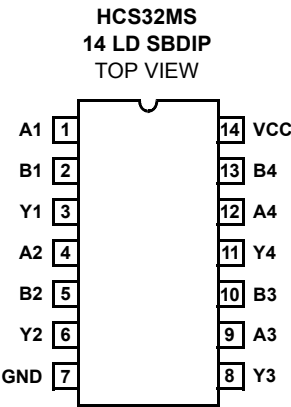 HCS32MS
14 LD SBDIP
TOP VIEW
A1 1 14 VCC
B1 2 13 B4
Y1 3 12 A4
A2 4 11 Y4
B2 5 10 B3
Y2 6 9 A3
GND 7 8 Y3